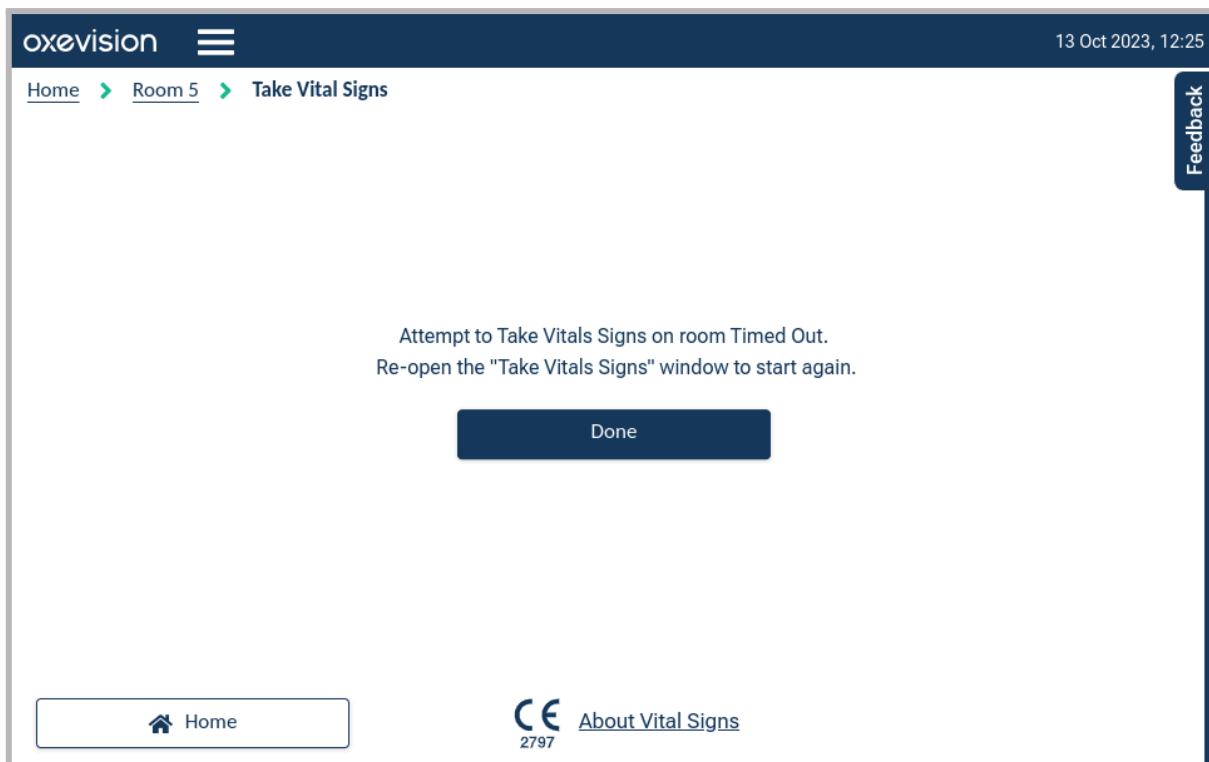 oxevision
13 Oct 2023, 12:25
Home > Room 5 > Take Vital Signs
Feedback
Attempt to Take Vitals Signs on room Timed Out.
Re-open the "Take Vitals Signs" window to start again.
Done
Home
CE
2797
About Vital Signs